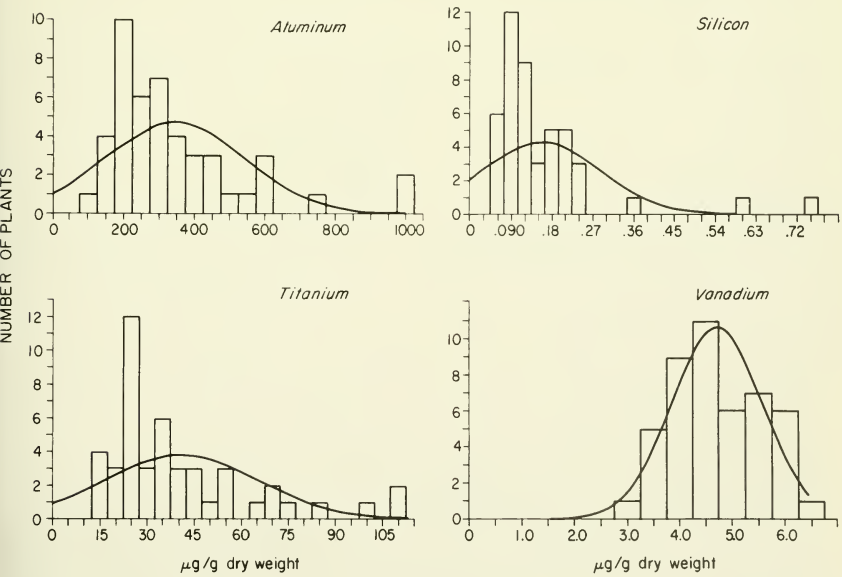 Aluminum
10
8
6
4
2
0
0 200 400 600 800 1000
Silicon
12
10
8
6
4
2
0
0 .090 .18 .27 .36 .45 .54 .63 .72
NUMBER OF PLANTS
Titanium
12
10
8
6
4
2
0
0 15 30 45 60 75 90 105
μg/g dry weight
Vanadium
10
8
6
4
2
0
0 1.0 2.0 3.0 4.0 5.0 6.0
μg/g dry weight